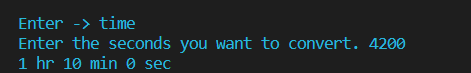 Enter -> time
Enter the seconds you want to convert. 4200
1 hr 10 min 0 sec